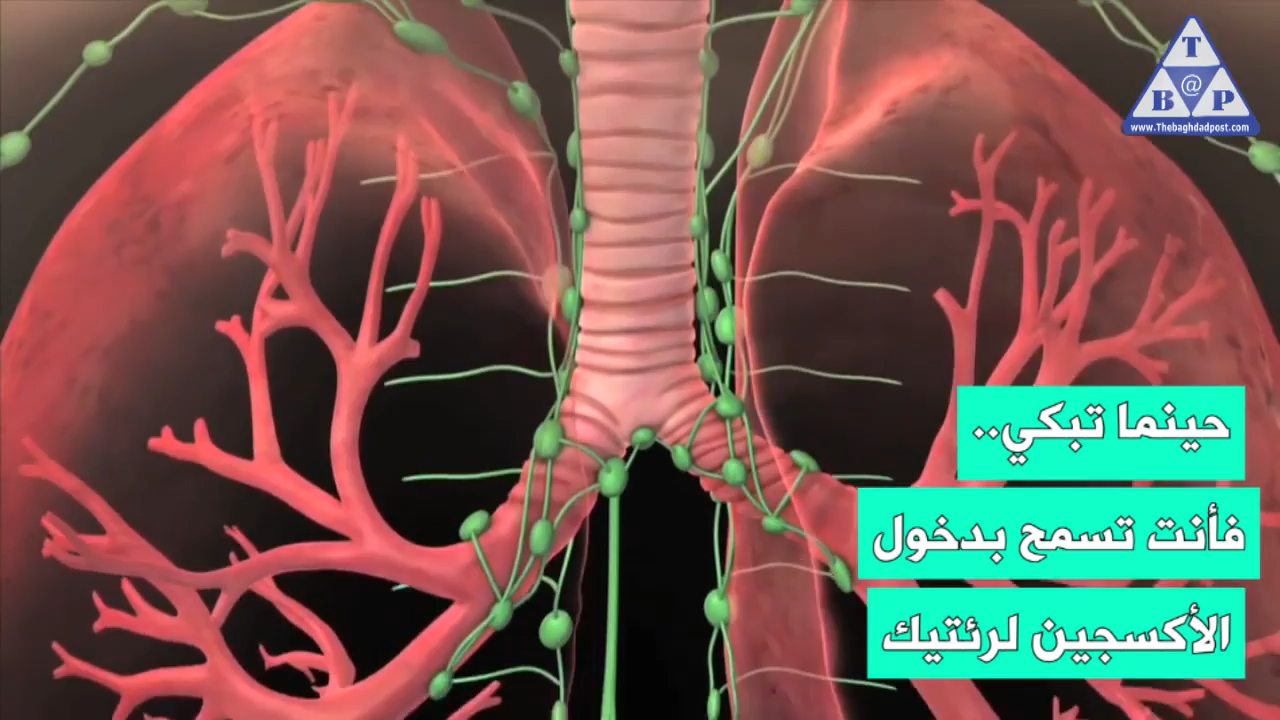 T
B @ P
www.Thebaghdadpost.com
حينما تبكي..
فأنت تسمح بدخول
الأكسجين لرئتيك